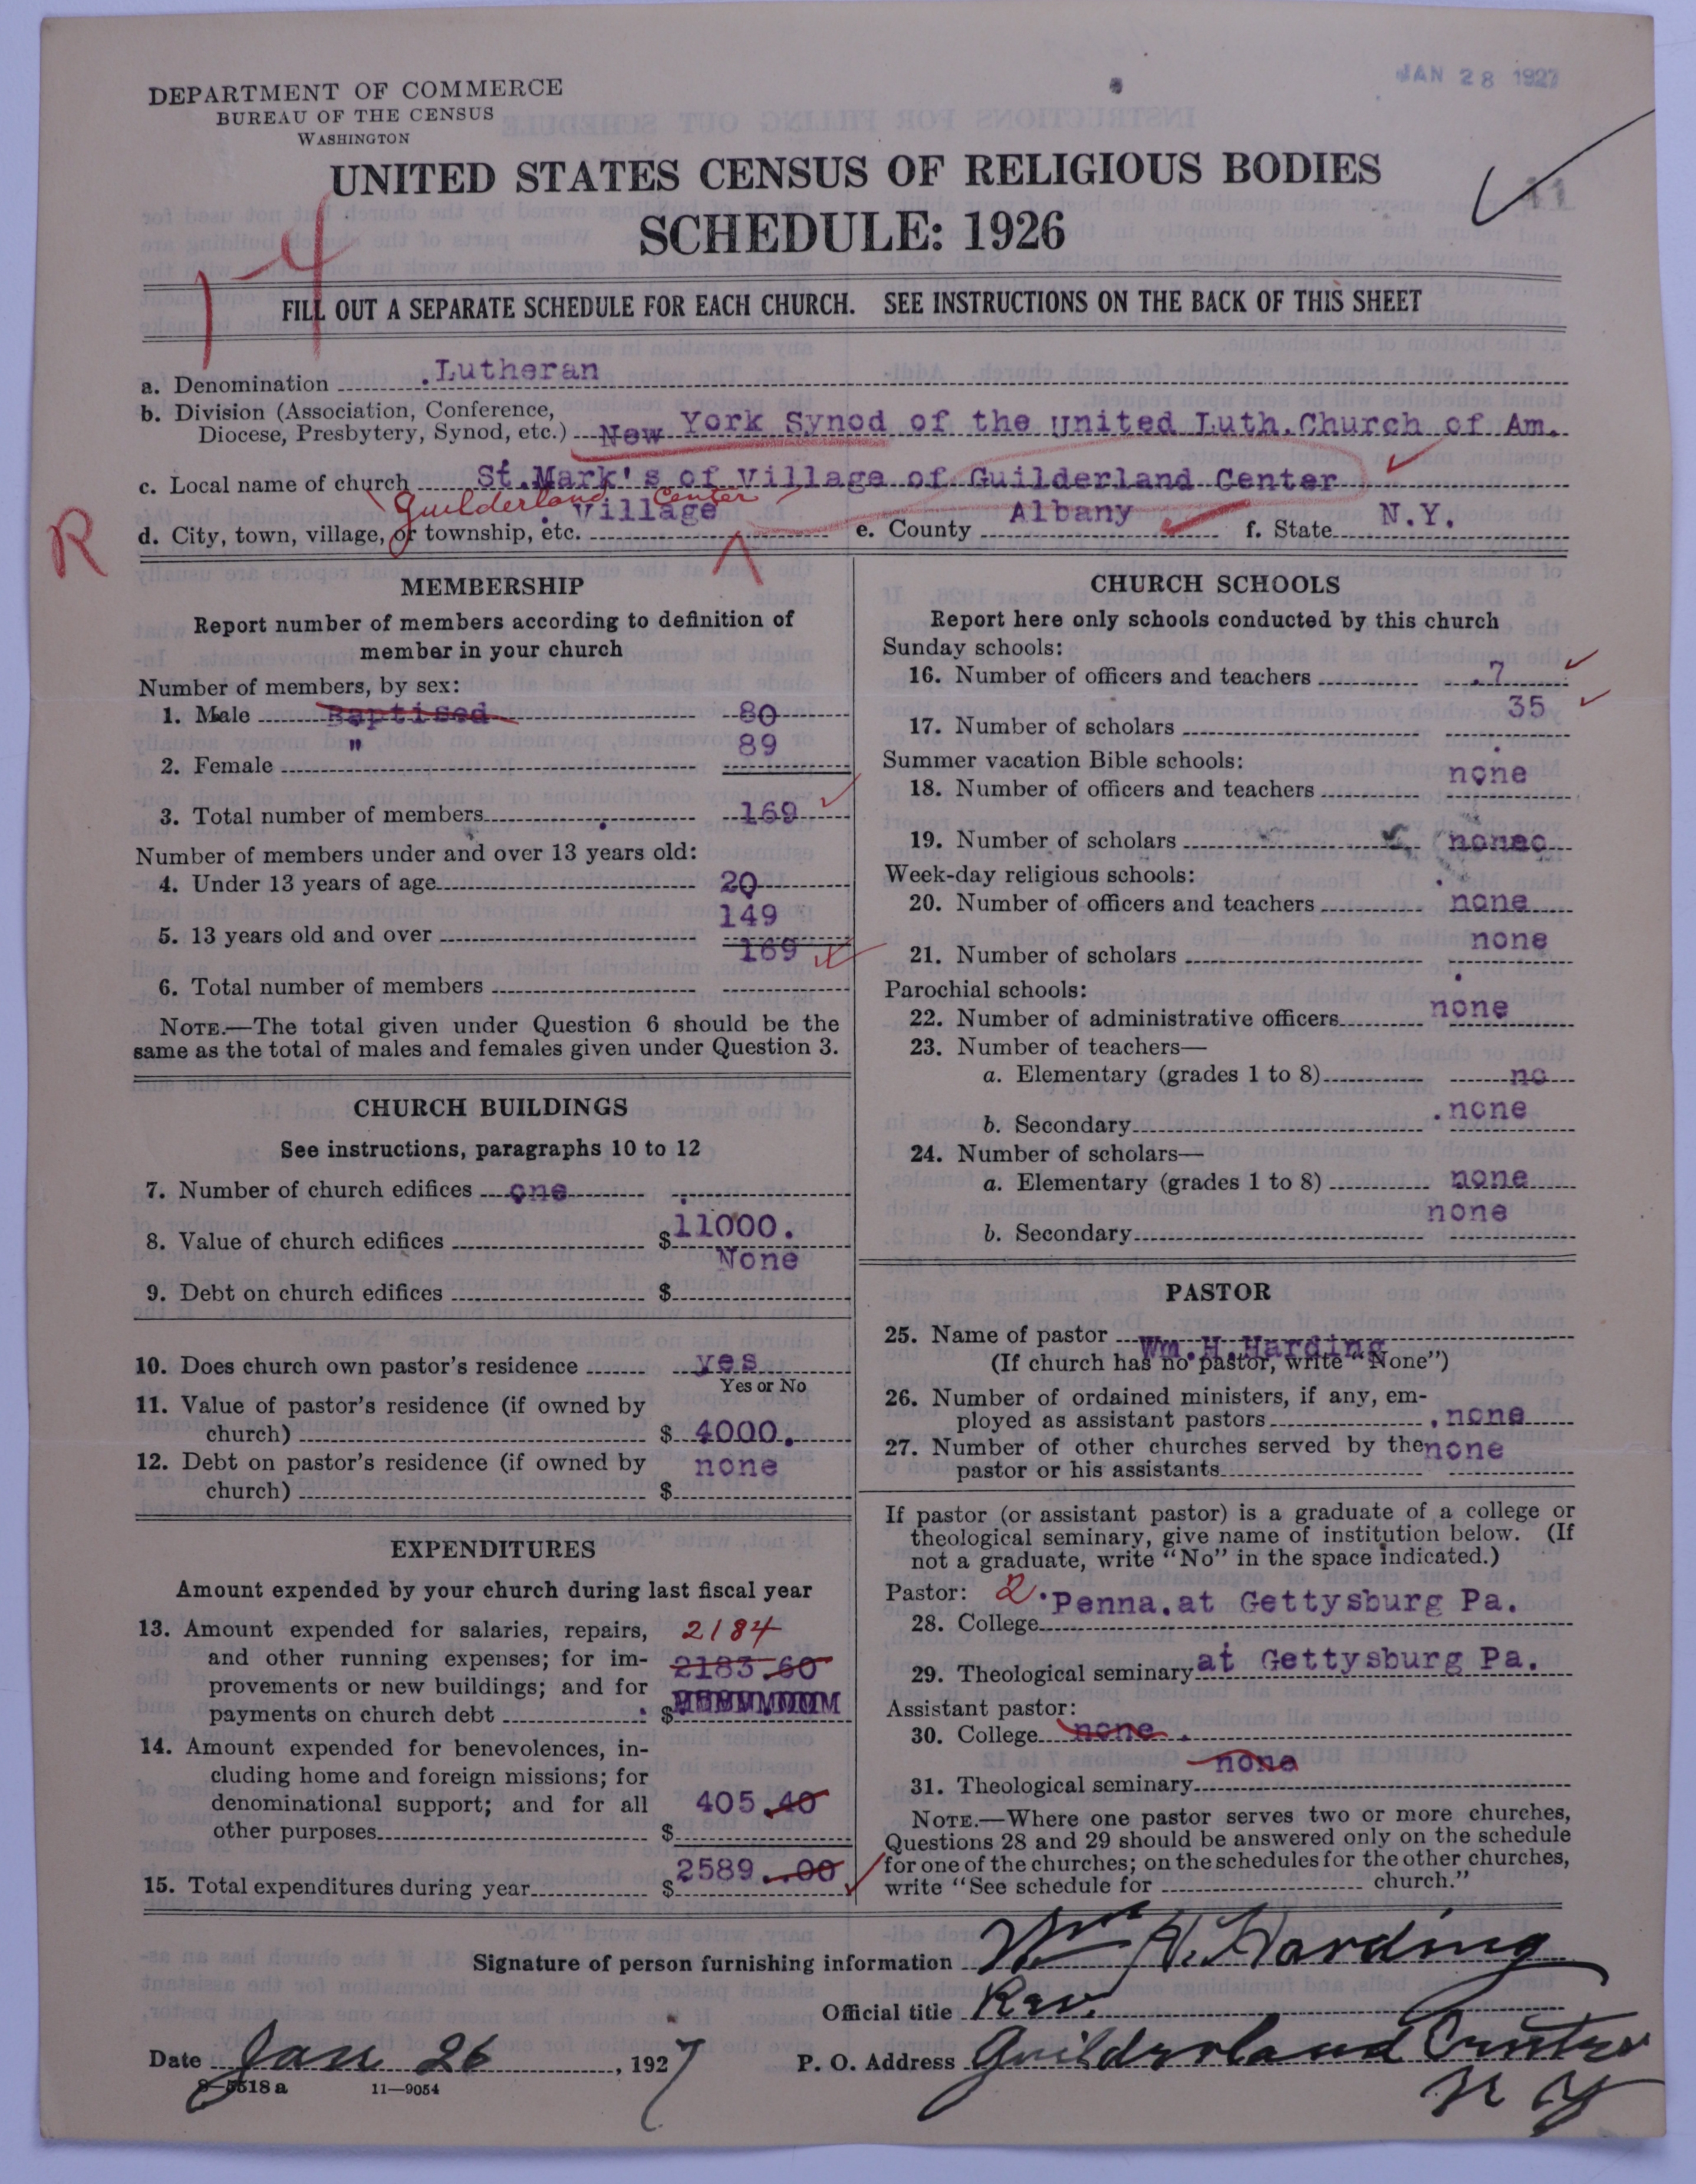 JAN 28 1927
DEPARTMENT OF COMMERCE
BUREAU OF THE CENSUS
WASHINGTON
UNITED STATES CENSUS OF RELIGIOUS BODIES
11
SCHEDULE: 1926
14
FILL OUT A SEPARATE SCHEDULE FOR EACH CHURCH. SEE INSTRUCTIONS ON THE BACK OF THIS SHEET
a. Denomination .Lutheran
b. Division (Association, Conference,
Diocese, Presbytery, Synod, etc.) New York Synod of the United Luth.Church of Am.
c. Local name of church St.Mark's of Village of Guilderland Center
Guilderland Center
R
d. City, town, village, or township, etc. Village e. County Albany f. State N.Y.
MEMBERSHIP
Report number of members according to definition of
member in your church
Number of members, by sex:
1. Male Baptised 80
2. Female " 89
3. Total number of members 169
Number of members under and over 13 years old:
4. Under 13 years of age 20
5. 13 years old and over 149
6. Total number of members 169
NOTE.—The total given under Question 6 should be the
same as the total of males and females given under Question 3.
CHURCH BUILDINGS
See instructions, paragraphs 10 to 12
7. Number of church edifices one
8. Value of church edifices $11000.
9. Debt on church edifices $ None
10. Does church own pastor's residence yes
Yes or No
11. Value of pastor's residence (if owned by
church) $ 4000.
12. Debt on pastor's residence (if owned by
church) $ none
EXPENDITURES
Amount expended by your church during last fiscal year
13. Amount expended for salaries, repairs, 2184
and other running expenses; for im- 2183.60
provements or new buildings; and for
payments on church debt $
14. Amount expended for benevolences, in-
cluding home and foreign missions; for
denominational support; and for all 405.40
other purposes $
15. Total expenditures during year $ 2589..00
CHURCH SCHOOLS
Report here only schools conducted by this church
Sunday schools:
16. Number of officers and teachers .7
17. Number of scholars 35
Summer vacation Bible schools:
18. Number of officers and teachers none
19. Number of scholars
Week-day religious schools:
20. Number of officers and teachers none
21. Number of scholars none
Parochial schools:
22. Number of administrative officers none
23. Number of teachers—
a. Elementary (grades 1 to 8) no
b. Secondary .none
24. Number of scholars—
a. Elementary (grades 1 to 8) none
b. Secondary none
PASTOR
25. Name of pastor Wm.H.Harding
(If church has no pastor, write "None")
26. Number of ordained ministers, if any, em-
ployed as assistant pastors .none
27. Number of other churches served by the none
pastor or his assistants
If pastor (or assistant pastor) is a graduate of a college or
theological seminary, give name of institution below. (If
not a graduate, write "No" in the space indicated.)
Pastor: 2
28. College Penna.at Gettysburg Pa.
29. Theological seminary at Gettysburg Pa.
Assistant pastor:
30. College none .
31. Theological seminary none
NOTE.—Where one pastor serves two or more churches,
Questions 28 and 29 should be answered only on the schedule
for one of the churches; on the schedules for the other churches,
write "See schedule for church."
Signature of person furnishing information Wm H. Harding
Official title Rev.
Date Jan 26, 1927 P. O. Address Guilderland Centre
N Y
8—5518 a 11—9054